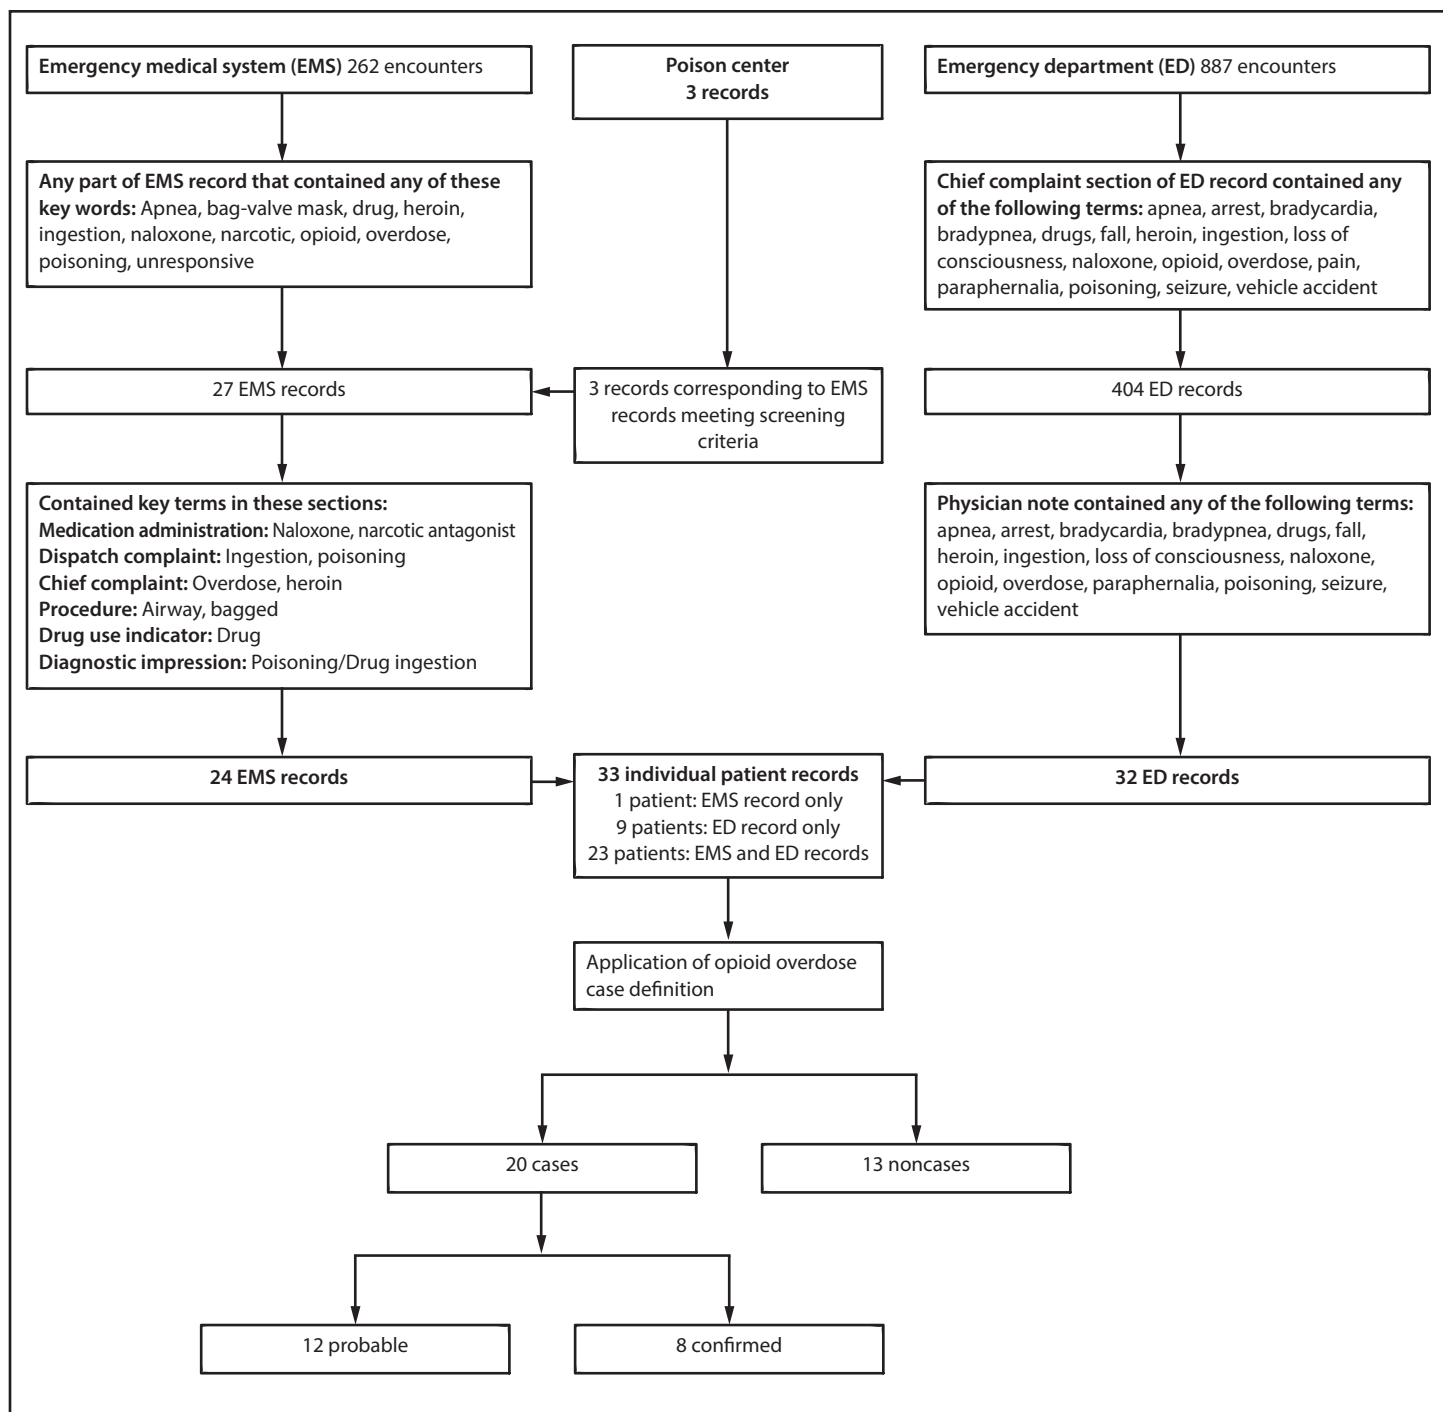 Emergency medical system (EMS) 262 encounters
Poison center
3 records
Emergency department (ED) 887 encounters
Any part of EMS record that contained any of these
key words: Apnea, bag-valve mask, drug, heroin,
ingestion, naloxone, narcotic, opioid, overdose,
poisoning, unresponsive
Chief complaint section of ED record contained any
of the following terms: apnea, arrest, bradycardia,
bradypnea, drugs, fall, heroin, ingestion, loss of
consciousness, naloxone, opioid, overdose, pain,
paraphernalia, poisoning, seizure, vehicle accident
27 EMS records
3 records corresponding to EMS
records meeting screening
criteria
404 ED records
Contained key terms in these sections:
Medication administration: Naloxone, narcotic antagonist
Dispatch complaint: Ingestion, poisoning
Chief complaint: Overdose, heroin
Procedure: Airway, bagged
Drug use indicator: Drug
Diagnostic impression: Poisoning/Drug ingestion
Physician note contained any of the following terms:
apnea, arrest, bradycardia, bradypnea, drugs, fall,
heroin, ingestion, loss of consciousness, naloxone,
opioid, overdose, paraphernalia, poisoning, seizure,
vehicle accident
24 EMS records
33 individual patient records
1 patient: EMS record only
9 patients: ED record only
23 patients: EMS and ED records
32 ED records
Application of opioid overdose
case definition
20 cases
13 noncases
12 probable
8 confirmed